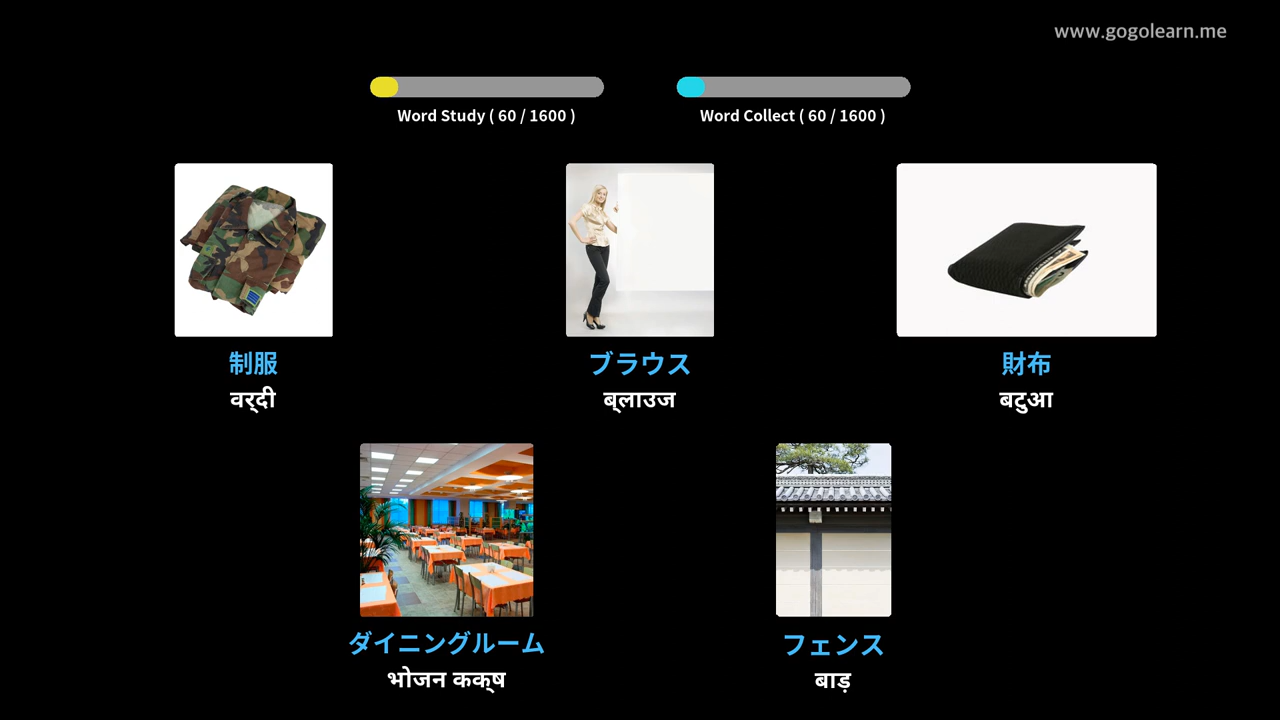 www.gogolearn.me
Word Study ( 60 / 1600 )
Word Collect ( 60 / 1600 )
制服
वर्‌दी
ブラウス
ब्‌लाउज
財布
बटुआ
ダイニングルーム
भोजन कक्‌ष
フェンス
बाड़